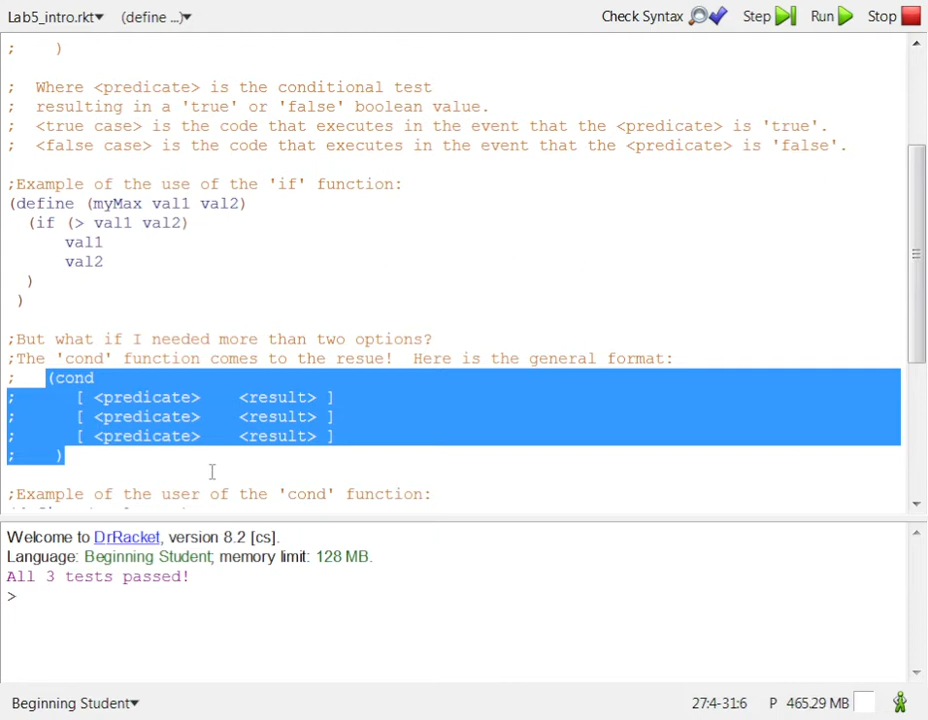 Lab5_intro.rkt▾ (define ...)▾ Check Syntax Step Run Stop
;    )
;  Where <predicate> is the conditional test
;  resulting in a 'true' or 'false' boolean value.
;  <true case> is the code that executes in the event that the <predicate> is 'true'.
;  <false case> is the code that executes in the event that the <predicate> is 'false'.
;Example of the use of the 'if' function:
(define (myMax val1 val2)
  (if (> val1 val2)
      val1
      val2
  )
 )
;But what if I needed more than two options?
;The 'cond' function comes to the resue!  Here is the general format:
;   (cond
;      [ <predicate>    <result> ]
;      [ <predicate>    <result> ]
;      [ <predicate>    <result> ]
;    )
;Example of the user of the 'cond' function:
Welcome to DrRacket, version 8.2 [cs].
Language: Beginning Student; memory limit: 128 MB.
All 3 tests passed!
>
Beginning Student▾ 27:4-31:6 P 465.29 MB